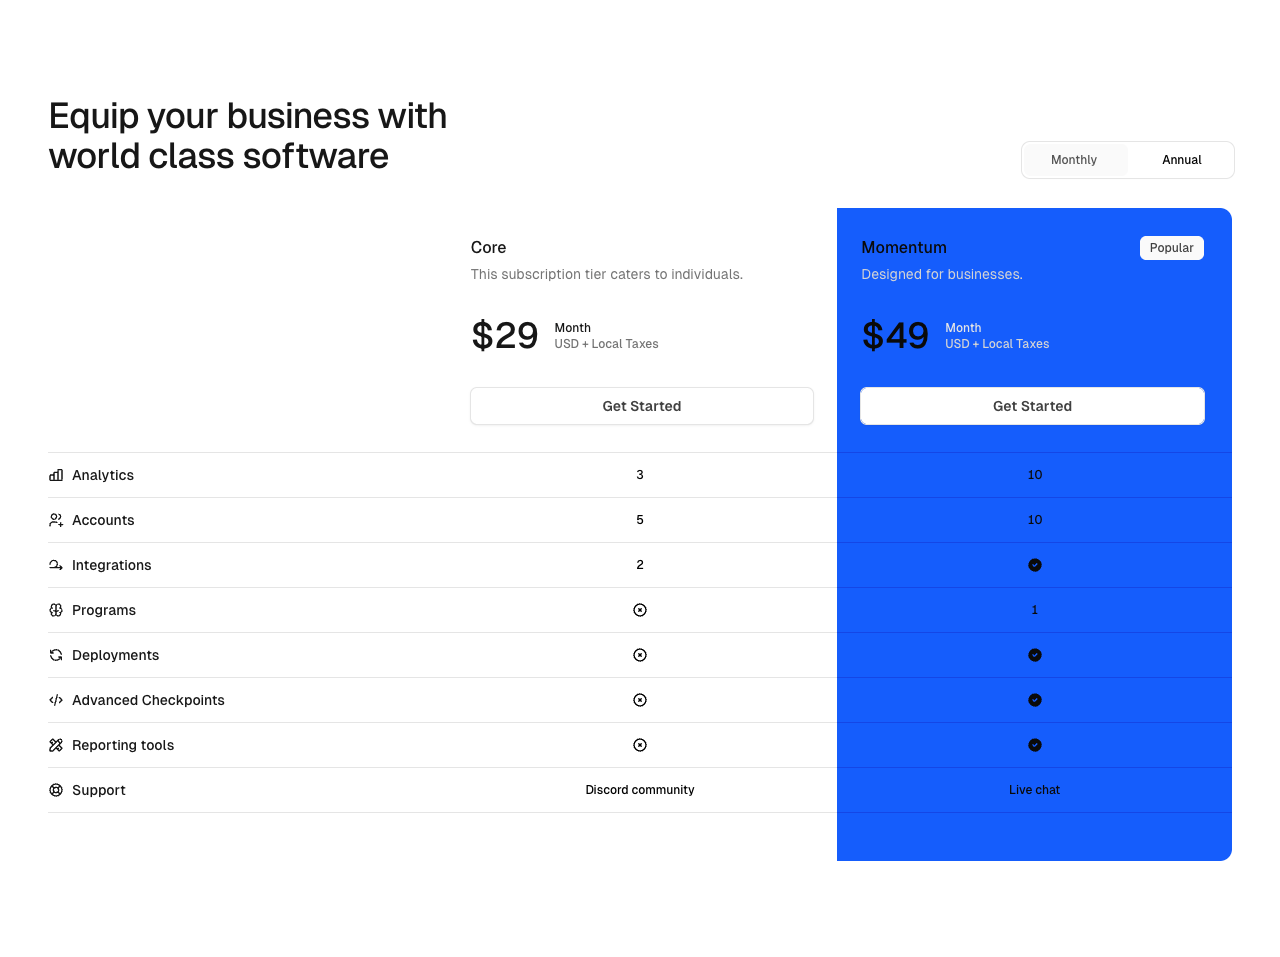 Equip your business with
world class software
Monthly
Annual
Core
This subscription tier caters to individuals.
$29
Month
USD + Local Taxes
Get Started
Momentum
Popular
Designed for businesses.
$49
Month
USD + Local Taxes
Get Started
Analytics
3
10
Accounts
5
10
Integrations
2
Programs
1
Deployments
Advanced Checkpoints
Reporting tools
Support
Discord community
Live chat